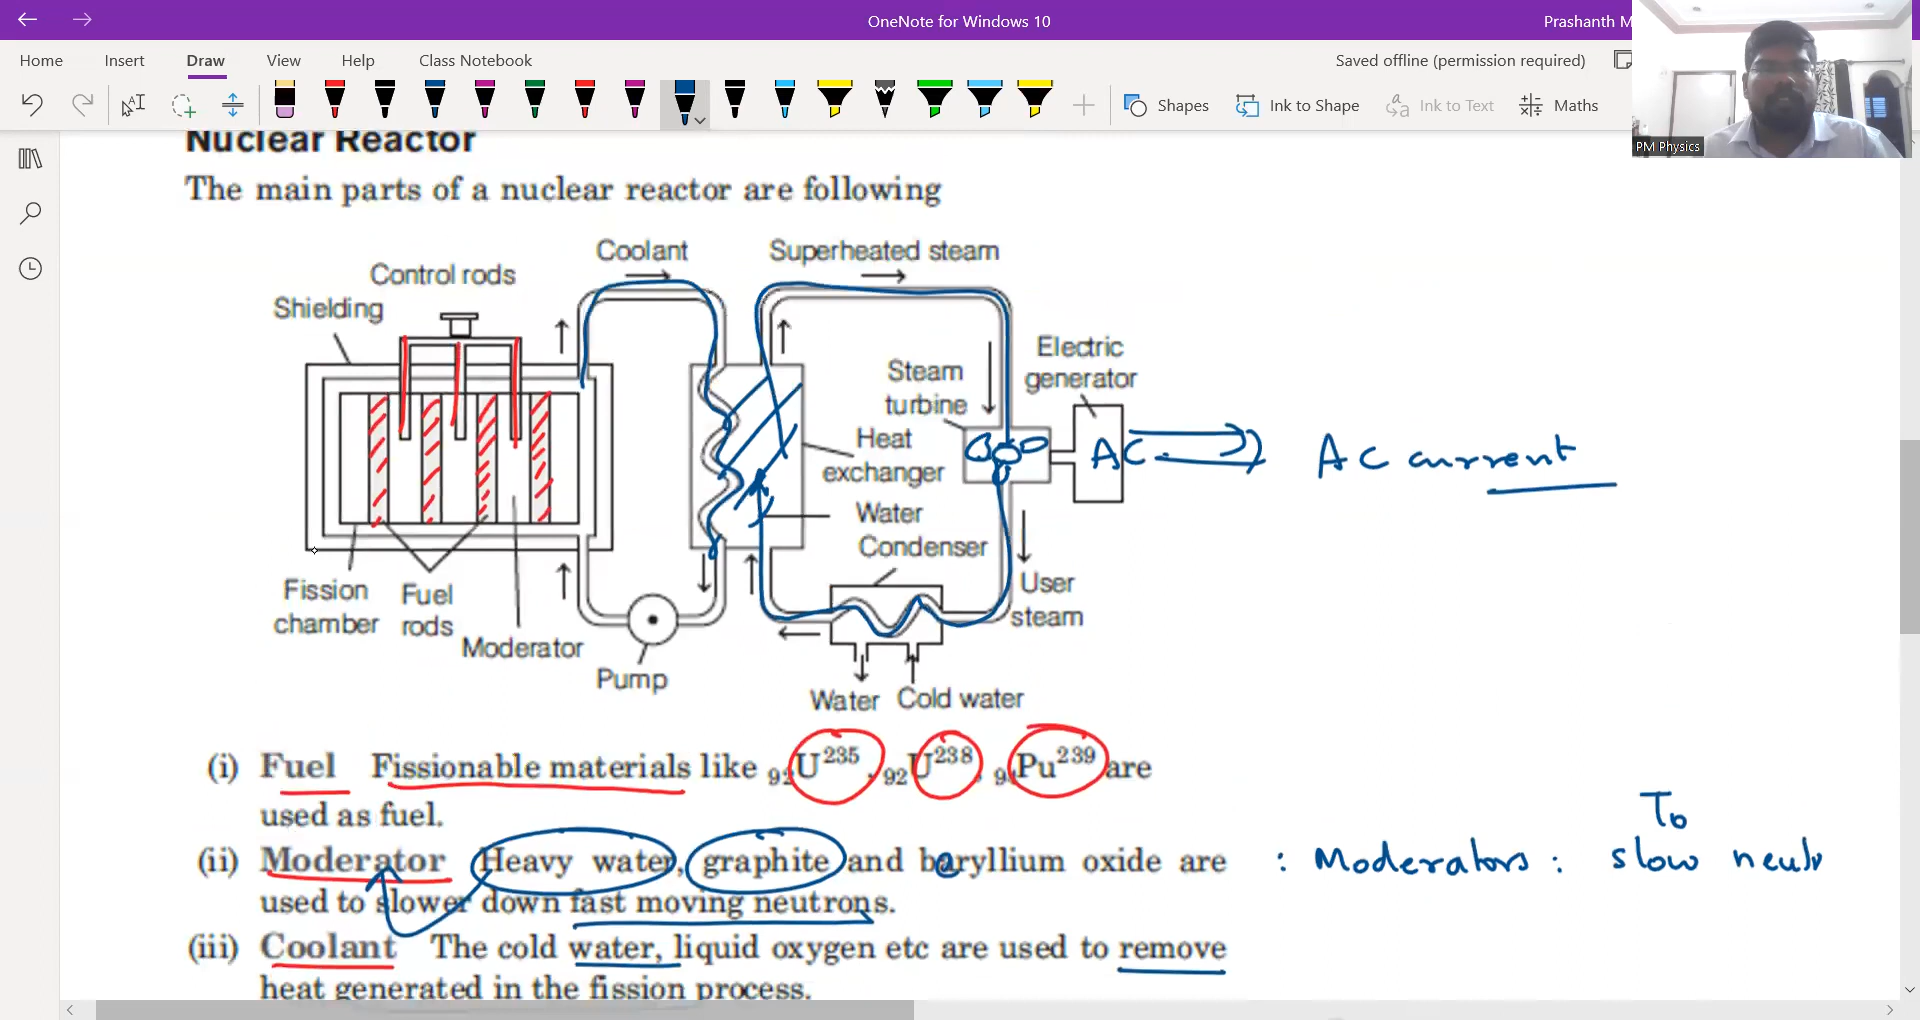 OneNote for Windows 10
Prashanth M
Home Insert Draw View Help Class Notebook
Saved offline (permission required)
Shapes Ink to Shape Ink to Text Maths
PM Physics
Nuclear Reactor
The main parts of a nuclear reactor are following
Coolant
Superheated steam
Control rods
Shielding
Electric
generator
Steam
turbine
Heat
exchanger
AC
AC current
Water
Condenser
User
steam
Fission
chamber
Fuel
rods
Moderator
Pump
Water
Cold water
(i) Fuel Fissionable materials like ₉₂U²³⁵, ₉₂U²³⁸, ₉₄Pu²³⁹ are
used as fuel.
To
(ii) Moderator Heavy water, graphite and beryllium oxide are : Moderators : slow neutr
used to slower down fast moving neutrons.
(iii) Coolant The cold water, liquid oxygen etc are used to remove
heat generated in the fission process.